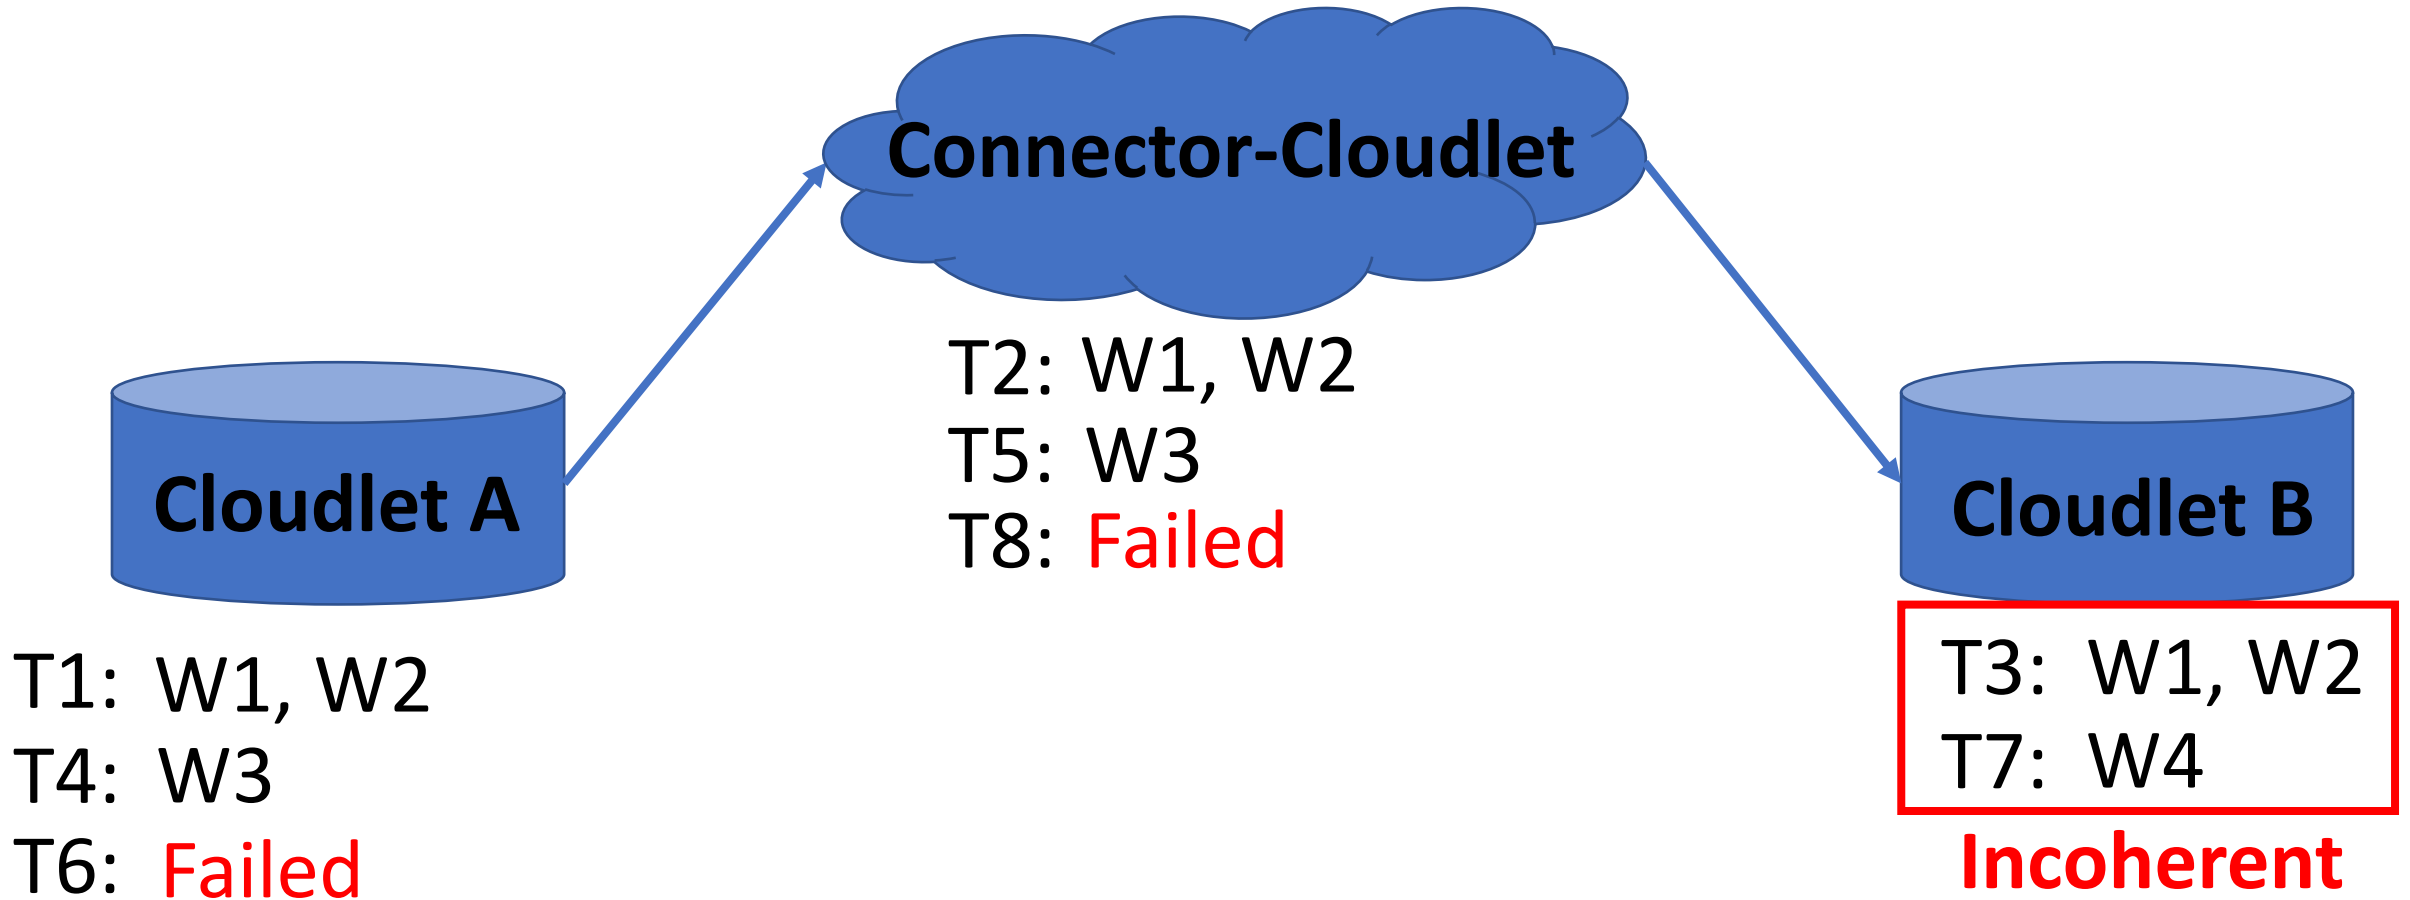 Connector-Cloudlet
T2: W1, W2
T5: W3
T8: Failed
Cloudlet A
T1: W1, W2
T4: W3
T6: Failed
Cloudlet B
T3: W1, W2
T7: W4
Incoherent